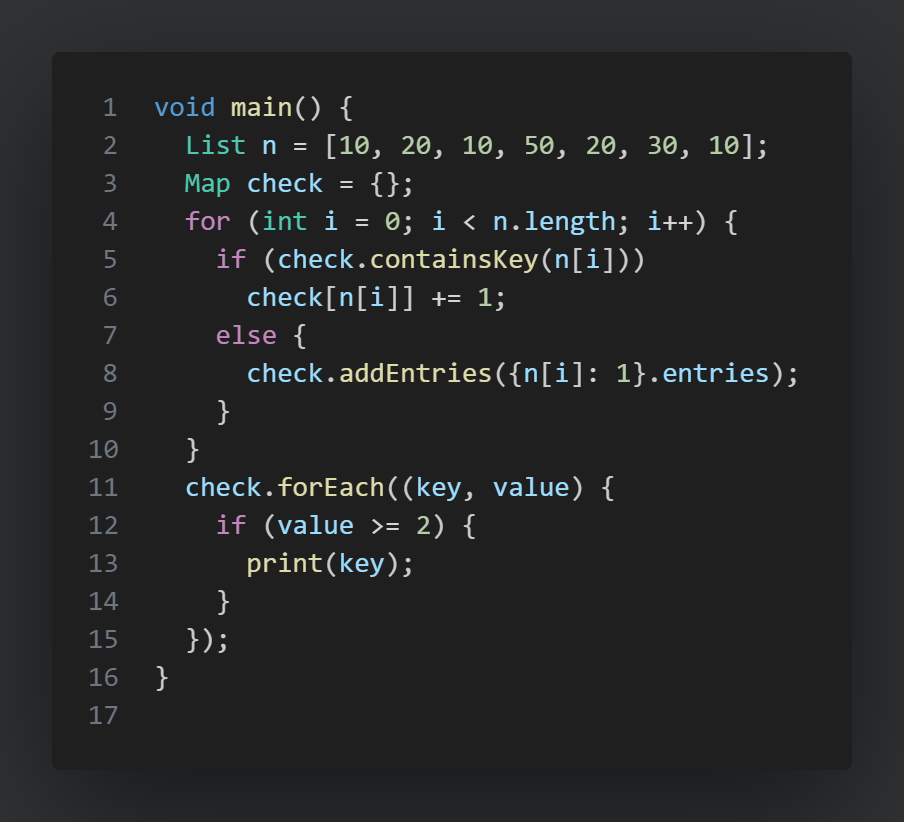 1 void main() {
2   List n = [10, 20, 10, 50, 20, 30, 10];
3   Map check = {};
4   for (int i = 0; i < n.length; i++) {
5     if (check.containsKey(n[i]))
6       check[n[i]] += 1;
7     else {
8       check.addEntries({n[i]: 1}.entries);
9     }
10   }
11   check.forEach((key, value) {
12     if (value >= 2) {
13       print(key);
14     }
15   });
16 }
17